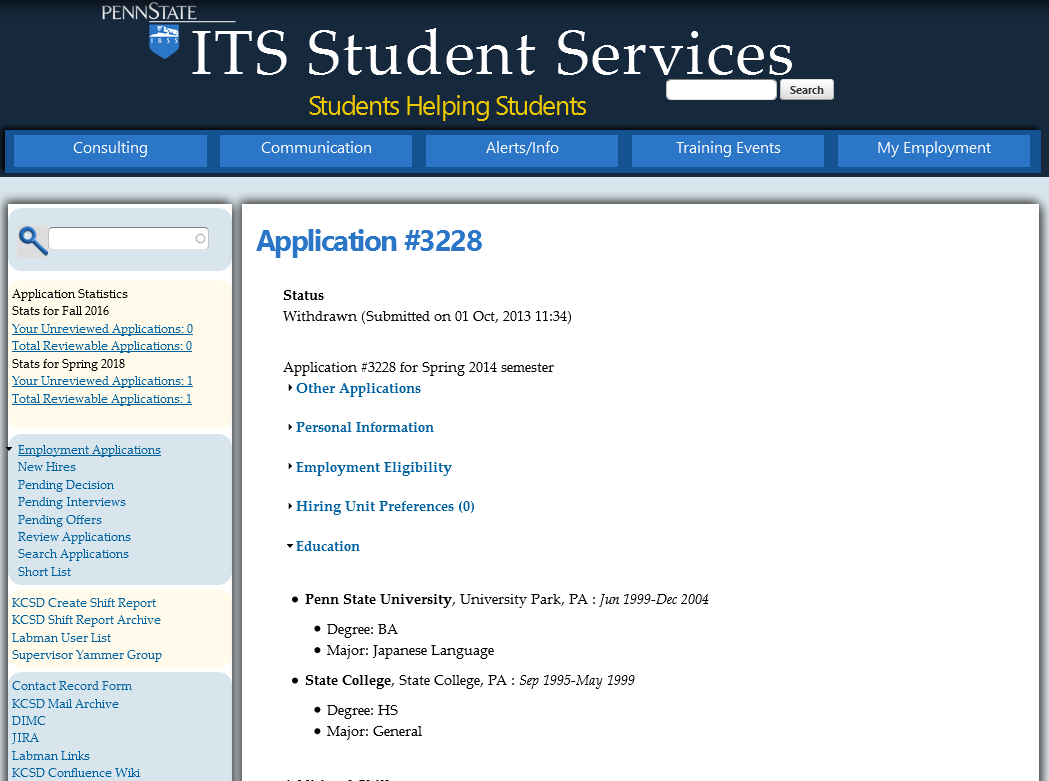 PENNSTATE
1855
ITS Student Services
Students Helping Students
Search
Consulting
Communication
Alerts/Info
Training Events
My Employment
Application Statistics
Stats for Fall 2016
Your Unreviewed Applications: 0
Total Reviewable Applications: 0
Stats for Spring 2018
Your Unreviewed Applications: 1
Total Reviewable Applications: 1
Employment Applications
New Hires
Pending Decision
Pending Interviews
Pending Offers
Review Applications
Search Applications
Short List
KCSD Create Shift Report
KCSD Shift Report Archive
Labman User List
Supervisor Yammer Group
Contact Record Form
KCSD Mail Archive
DIMC
JIRA
Labman Links
KCSD Confluence Wiki
Application #3228
Status
Withdrawn (Submitted on 01 Oct, 2013 11:34)
Application #3228 for Spring 2014 semester
Other Applications
Personal Information
Employment Eligibility
Hiring Unit Preferences (0)
Education
Penn State University, University Park, PA : Jun 1999-Dec 2004
Degree: BA
Major: Japanese Language
State College, State College, PA : Sep 1995-May 1999
Degree: HS
Major: General